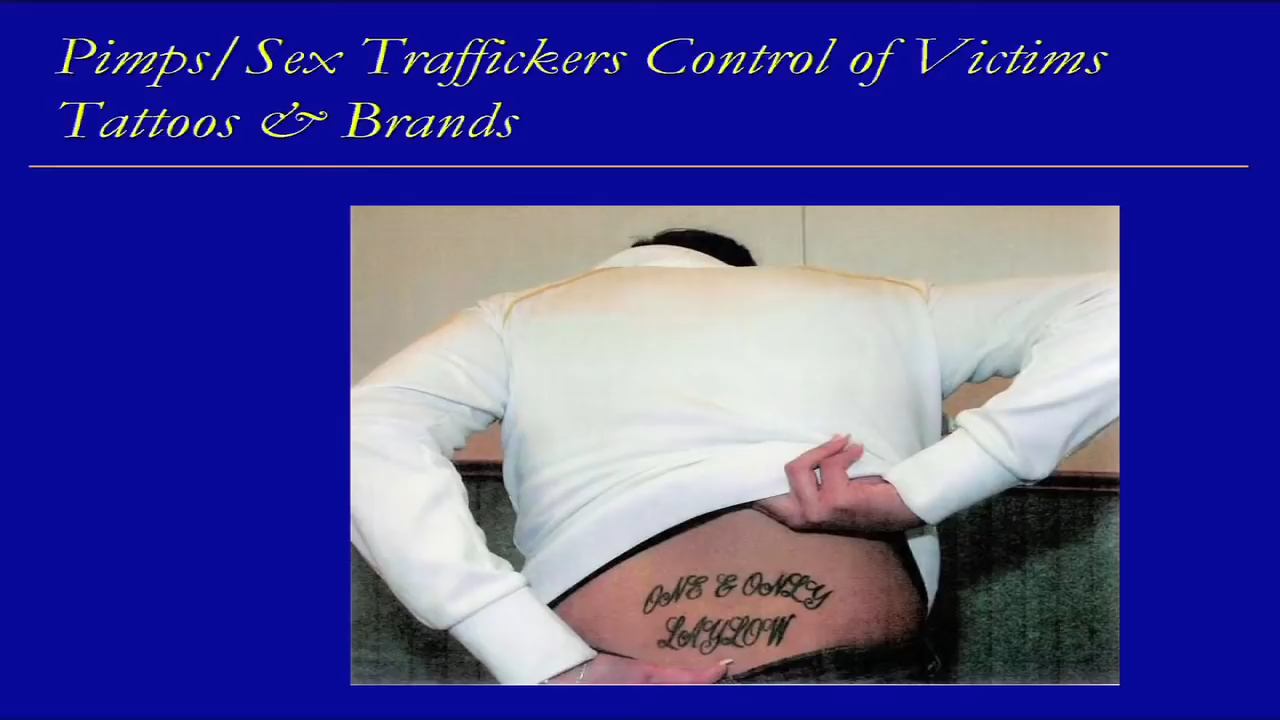 Pimps/Sex Traffickers Control of Victims
Tattoos & Brands
ONE & ONLY
LAYLOW